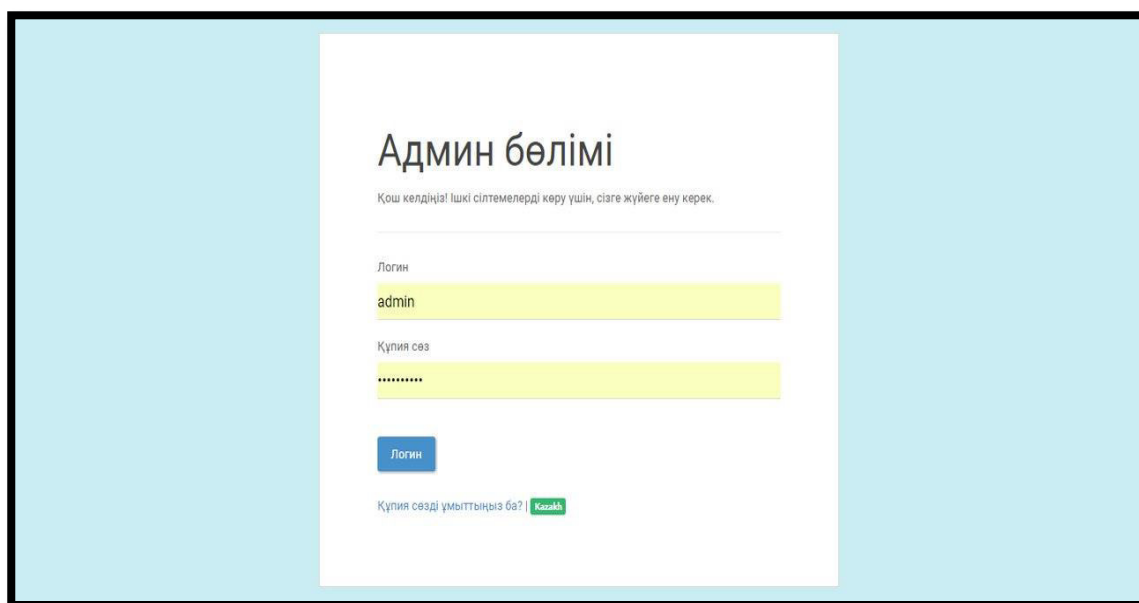 Админ бөлімі
Қош келдіңіз! Ішкі сілтемелерді көру үшін, сізге жүйеге ену керек.
Логин
admin
Құпия сөз
••••••••••
Логин
Құпия сөзді ұмыттыңыз ба? | Kazakh